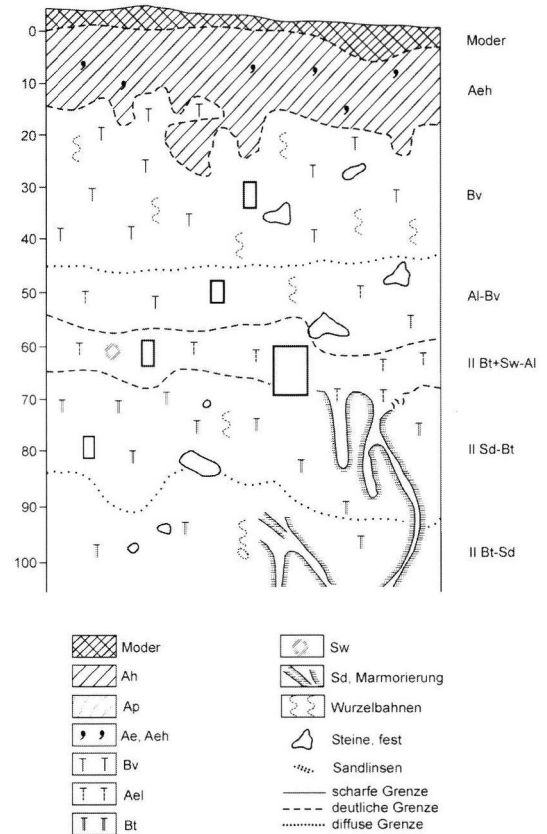 0
10
20
30
40
50
60
70
80
90
100
Moder
Aeh
Bv
Al-Bv
II Bt+Sw-Al
II Sd-Bt
II Bt-Sd
Moder
Ah
Ap
Ae, Aeh
Bv
Ael
Bt
Sw
Sd, Marmorierung
Wurzelbahnen
Steine, fest
Sandlinsen
scharfe Grenze
deutliche Grenze
diffuse Grenze